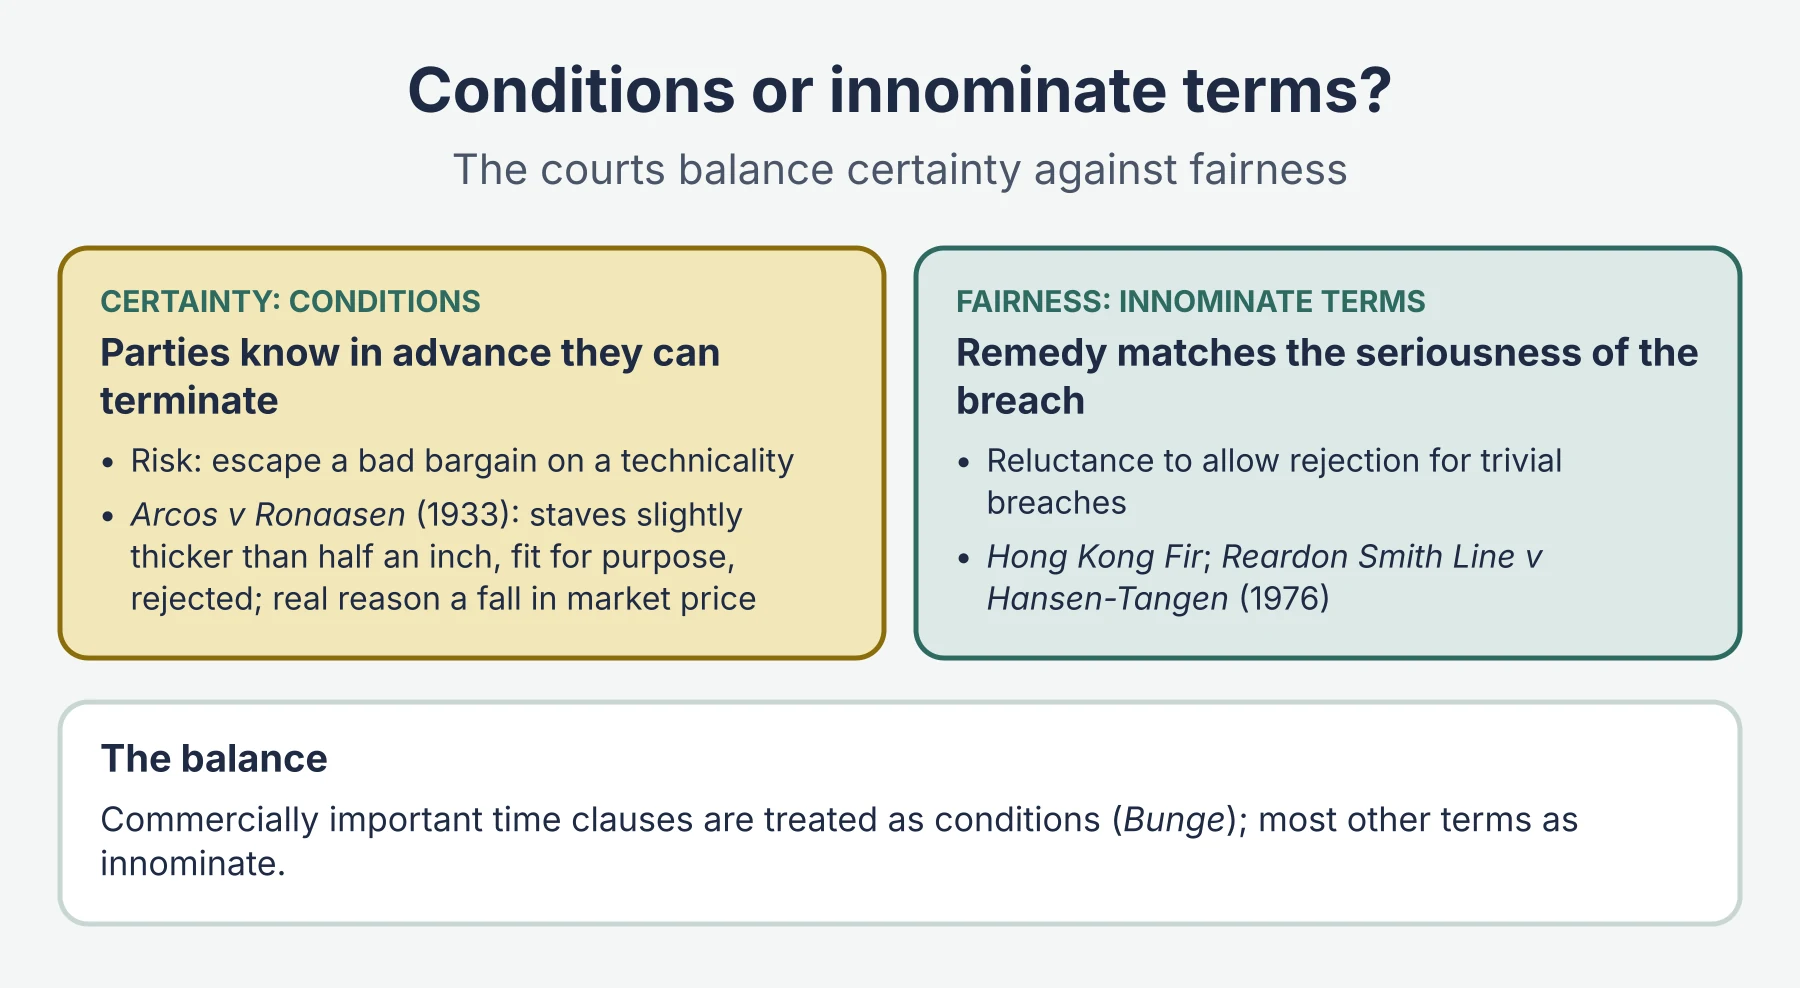 Conditions or innominate terms?
The courts balance certainty against fairness
CERTAINTY: CONDITIONS
Parties know in advance they can
terminate
• Risk: escape a bad bargain on a technicality
• Arcos v Ronaasen (1933): staves slightly
thicker than half an inch, fit for purpose,
rejected; real reason a fall in market price
FAIRNESS: INNOMINATE TERMS
Remedy matches the seriousness of the
breach
• Reluctance to allow rejection for trivial
breaches
• Hong Kong Fir; Reardon Smith Line v
Hansen-Tangen (1976)
The balance
Commercially important time clauses are treated as conditions (Bunge); most other terms as
innominate.